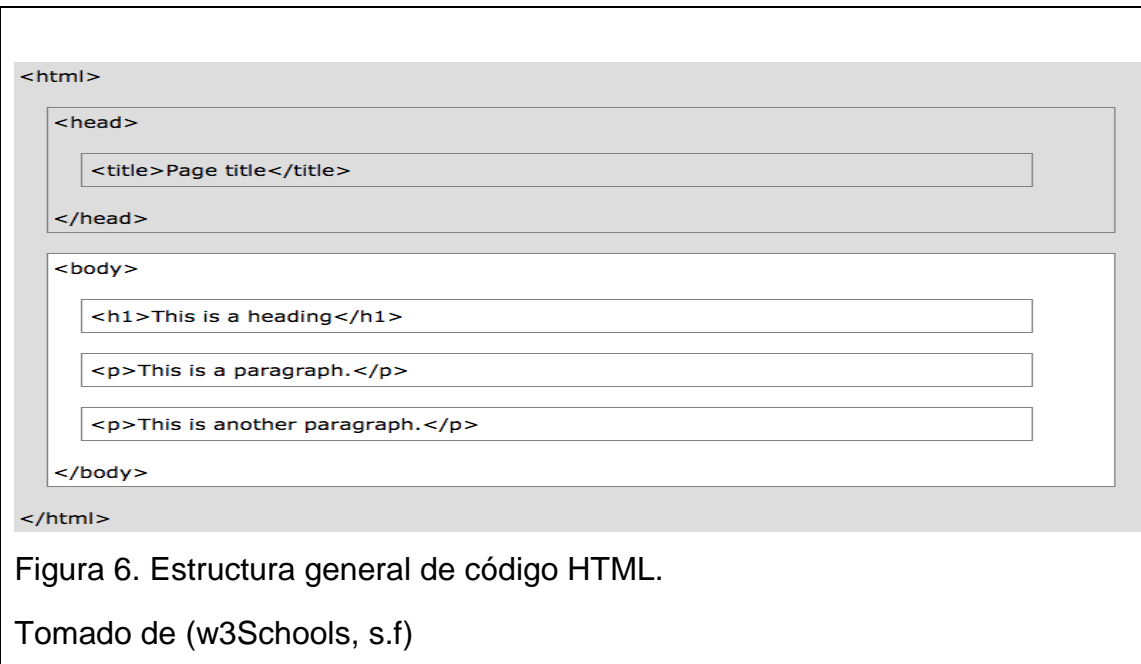 <html>
<head>
<title>Page title</title>
</head>
<body>
<h1>This is a heading</h1>
<p>This is a paragraph.</p>
<p>This is another paragraph.</p>
</body>
</html>
Figura 6. Estructura general de código HTML.
Tomado de (w3Schools, s.f)